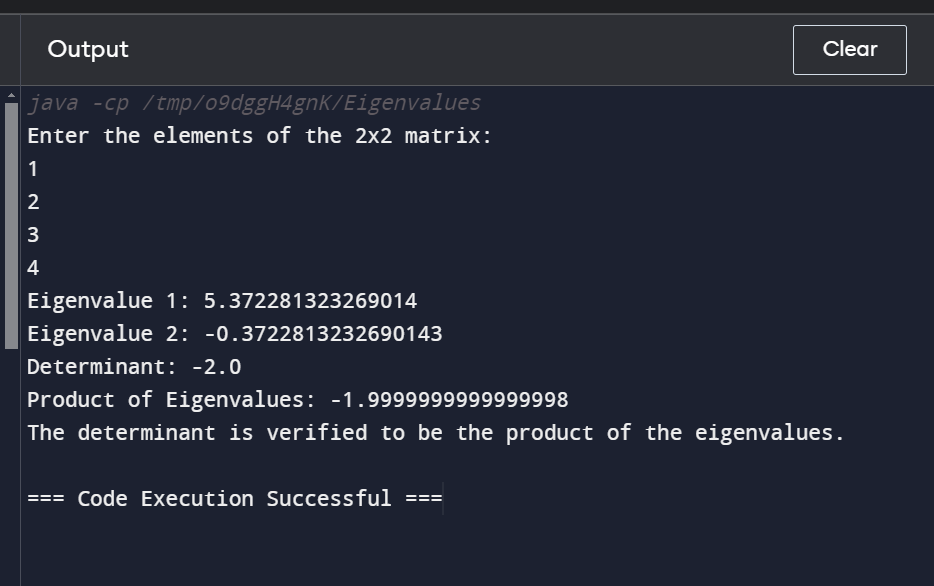 Output
Clear
java -cp /tmp/o9dggH4gnK/Eigenvalues
Enter the elements of the 2x2 matrix:
1
2
3
4
Eigenvalue 1: 5.372281323269014
Eigenvalue 2: -0.3722813232690143
Determinant: -2.0
Product of Eigenvalues: -1.9999999999999998
The determinant is verified to be the product of the eigenvalues.
=== Code Execution Successful ===